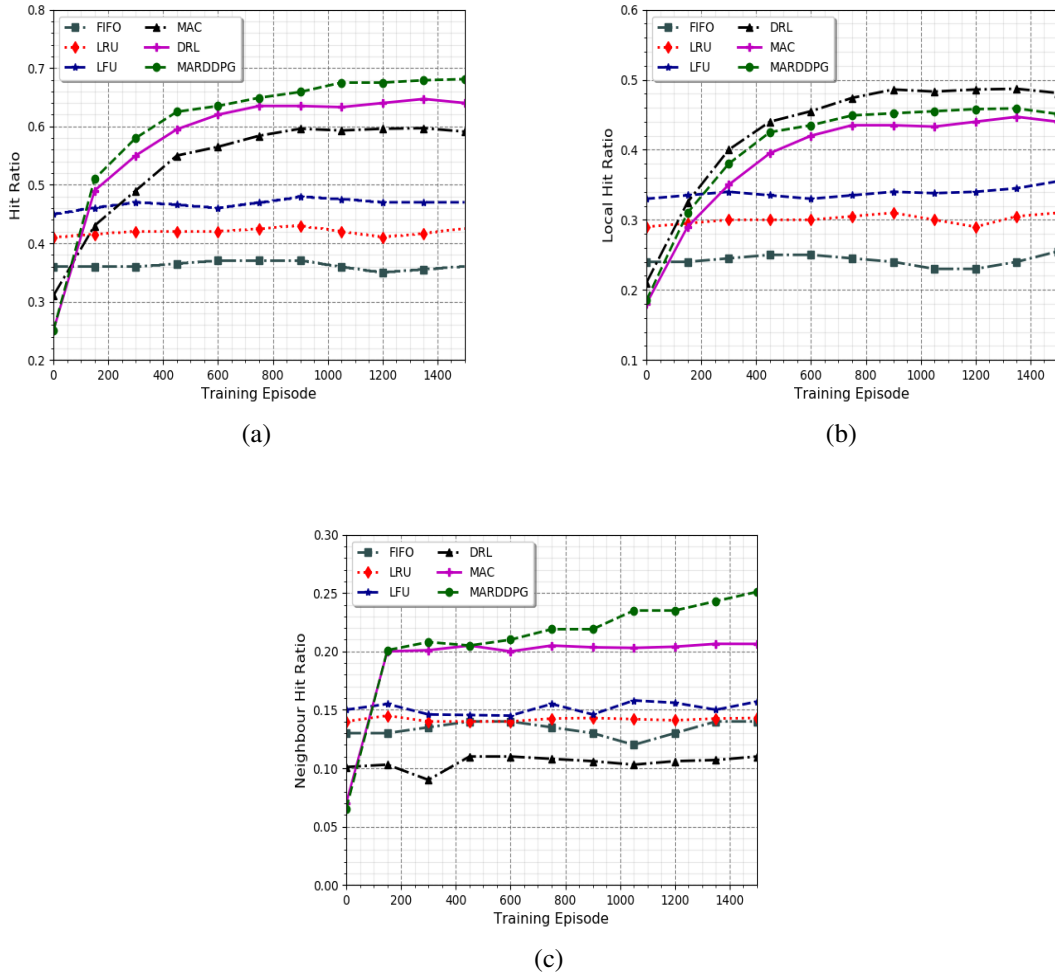 0.8
0.7
0.6
0.5
0.4
0.3
0.2
Hit Ratio
FIFO MAC
LRU DRL
LFU MARDDPG
0 200 400 600 800 1000 1200 1400
Training Episode
(a)
0.6
0.5
0.4
0.3
0.2
0.1
Local Hit Ratio
FIFO DRL
LRU MAC
LFU MARDDPG
0 200 400 600 800 1000 1200 1400
Training Episode
(b)
0.30
0.25
0.20
0.15
0.10
0.05
0.00
Neighbour Hit Ratio
FIFO DRL
LRU MAC
LFU MARDDPG
0 200 400 600 800 1000 1200 1400
Training Episode
(c)